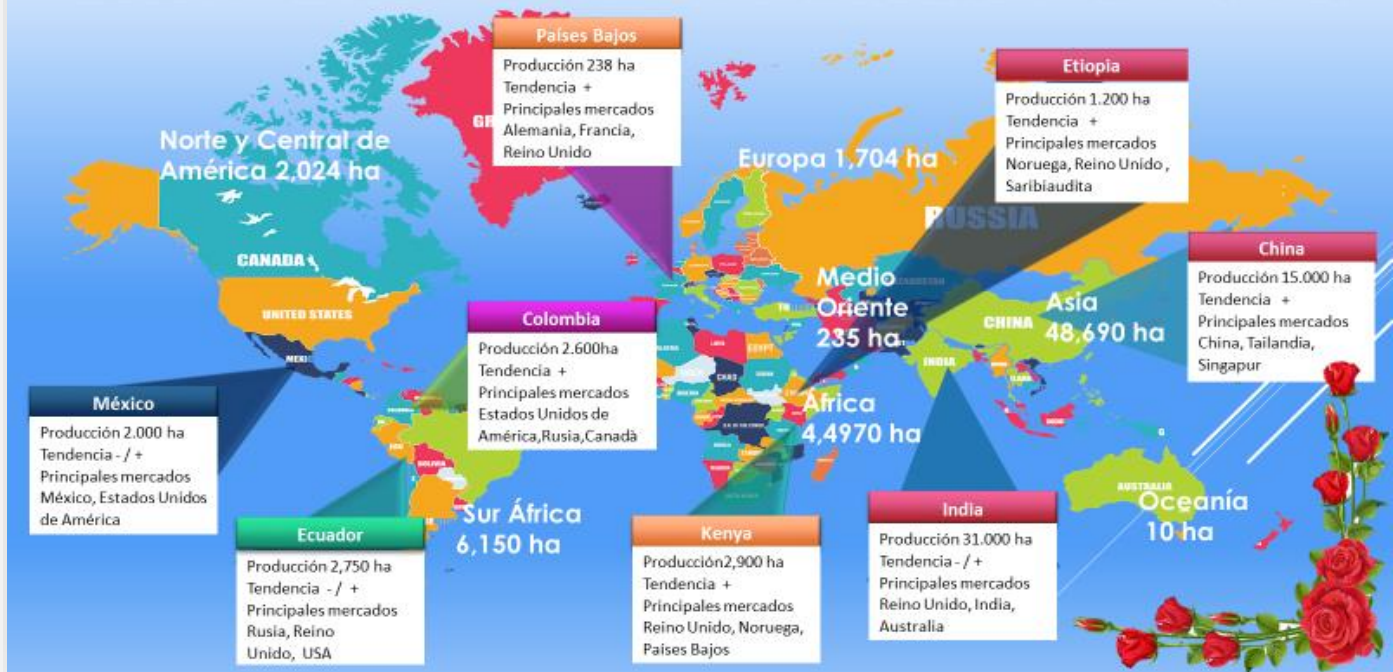 Países Bajos
Producción 238 ha
Tendencia +
Principales mercados
Alemania, Francia,
Reino Unido
Etiopia
Producción 1.200 ha
Tendencia +
Principales mercados
Noruega, Reino Unido ,
Saribiaudita
Norte y Central de
América 2,024 ha
Europa 1,704 ha
RUSSIA
CANADA
UNITED STATES
China
Producción 15.000 ha
Tendencia +
Principales mercados
China, Tailandia,
Singapur
Medio
Oriente
235 ha
Asia
48,690 ha
CHINA
INDIA
EGYPT
CHAD
Colombia
Producción 2.600ha
Tendencia +
Principales mercados
Estados Unidos de
América,Rusia,Canadà
México
Producción 2.000 ha
Tendencia - / +
Principales mercados
México, Estados Unidos
de América
África
4,4970 ha
BOLIVIA
AUSTRALIA
Oceanía
10 ha
Sur África
6,150 ha
Ecuador
Producción 2,750 ha
Tendencia - / +
Principales mercados
Rusia, Reino
Unido, USA
Kenya
Producción2,900 ha
Tendencia +
Principales mercados
Reino Unido, Noruega,
Países Bajos
India
Producción 31.000 ha
Tendencia - / +
Principales mercados
Reino Unido, India,
Australia